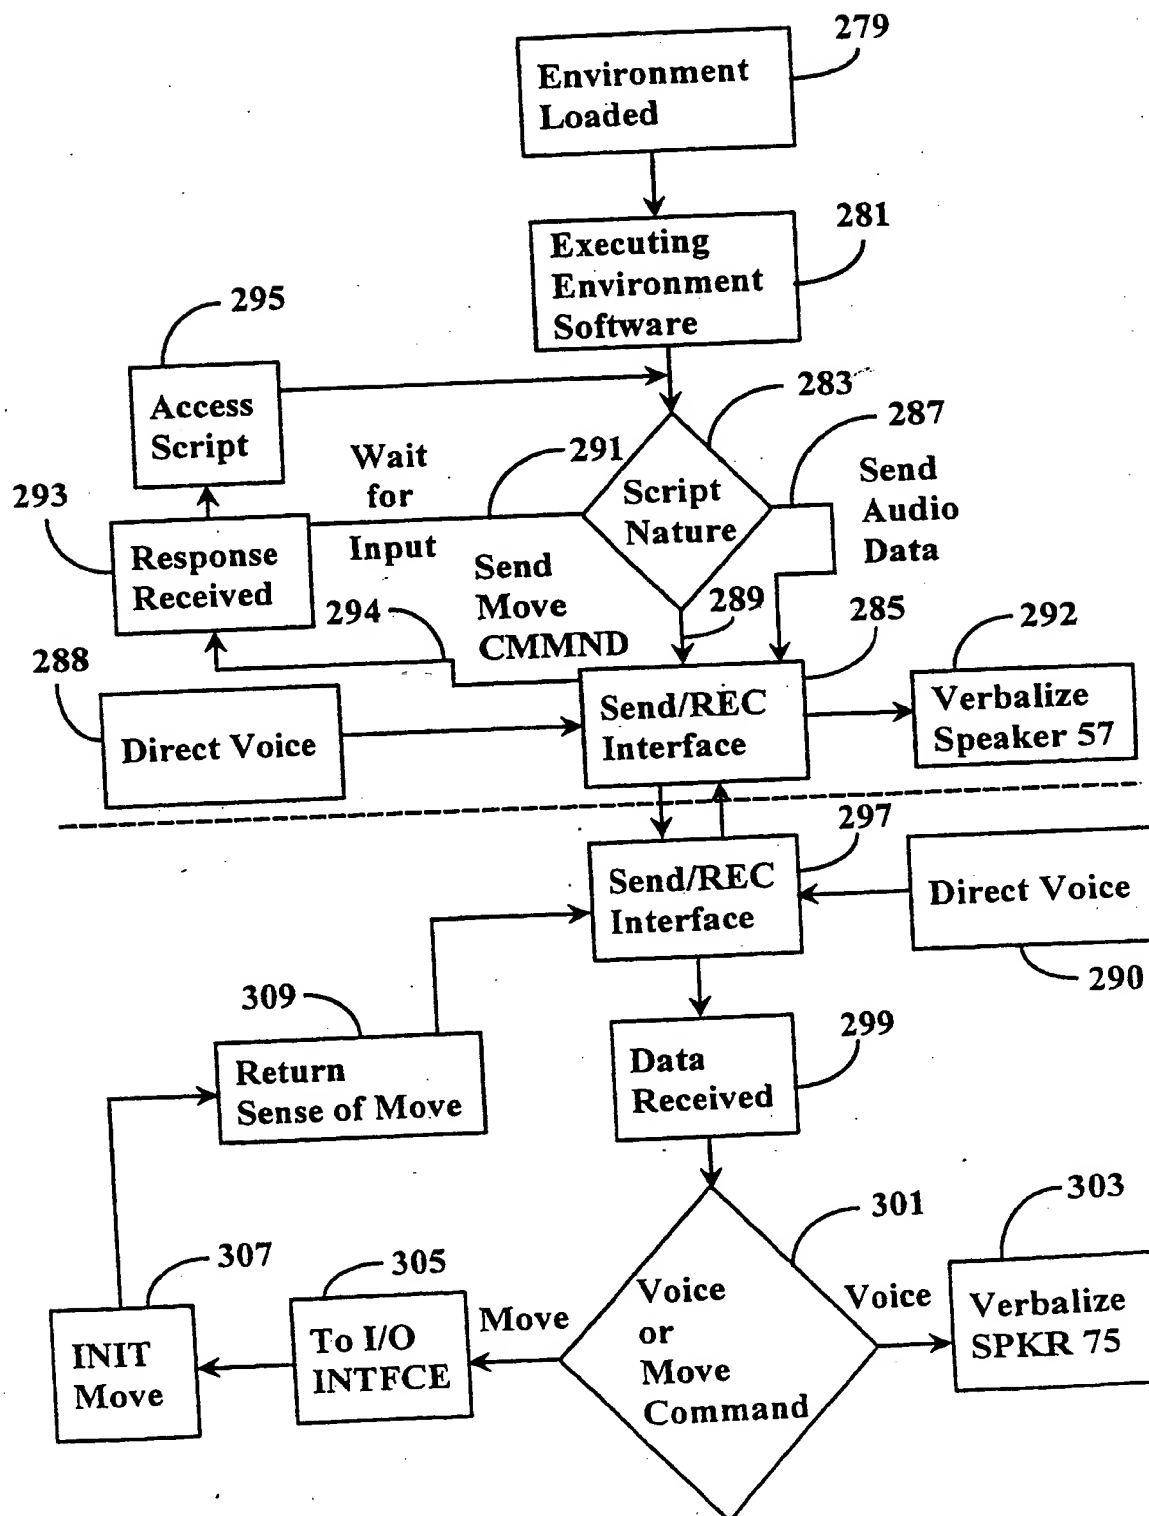 279
Environment
Loaded
281
Executing
Environment
Software
295
Access
Script
283
287
Send
Audio
Data
Wait
for
Input
291
Script
Nature
293
Response
Received
Send
Move
CMMND
294
289
285
292
288
Direct Voice
Send/REC
Interface
Verbalize
Speaker 57
297
Send/REC
Interface
Direct Voice
290
309
Return
Sense of Move
299
Data
Received
301
303
307
305
INIT
Move
To I/O
INTFCE
Move
Voice
or
Move
Command
Voice
Verbalize
SPKR 75